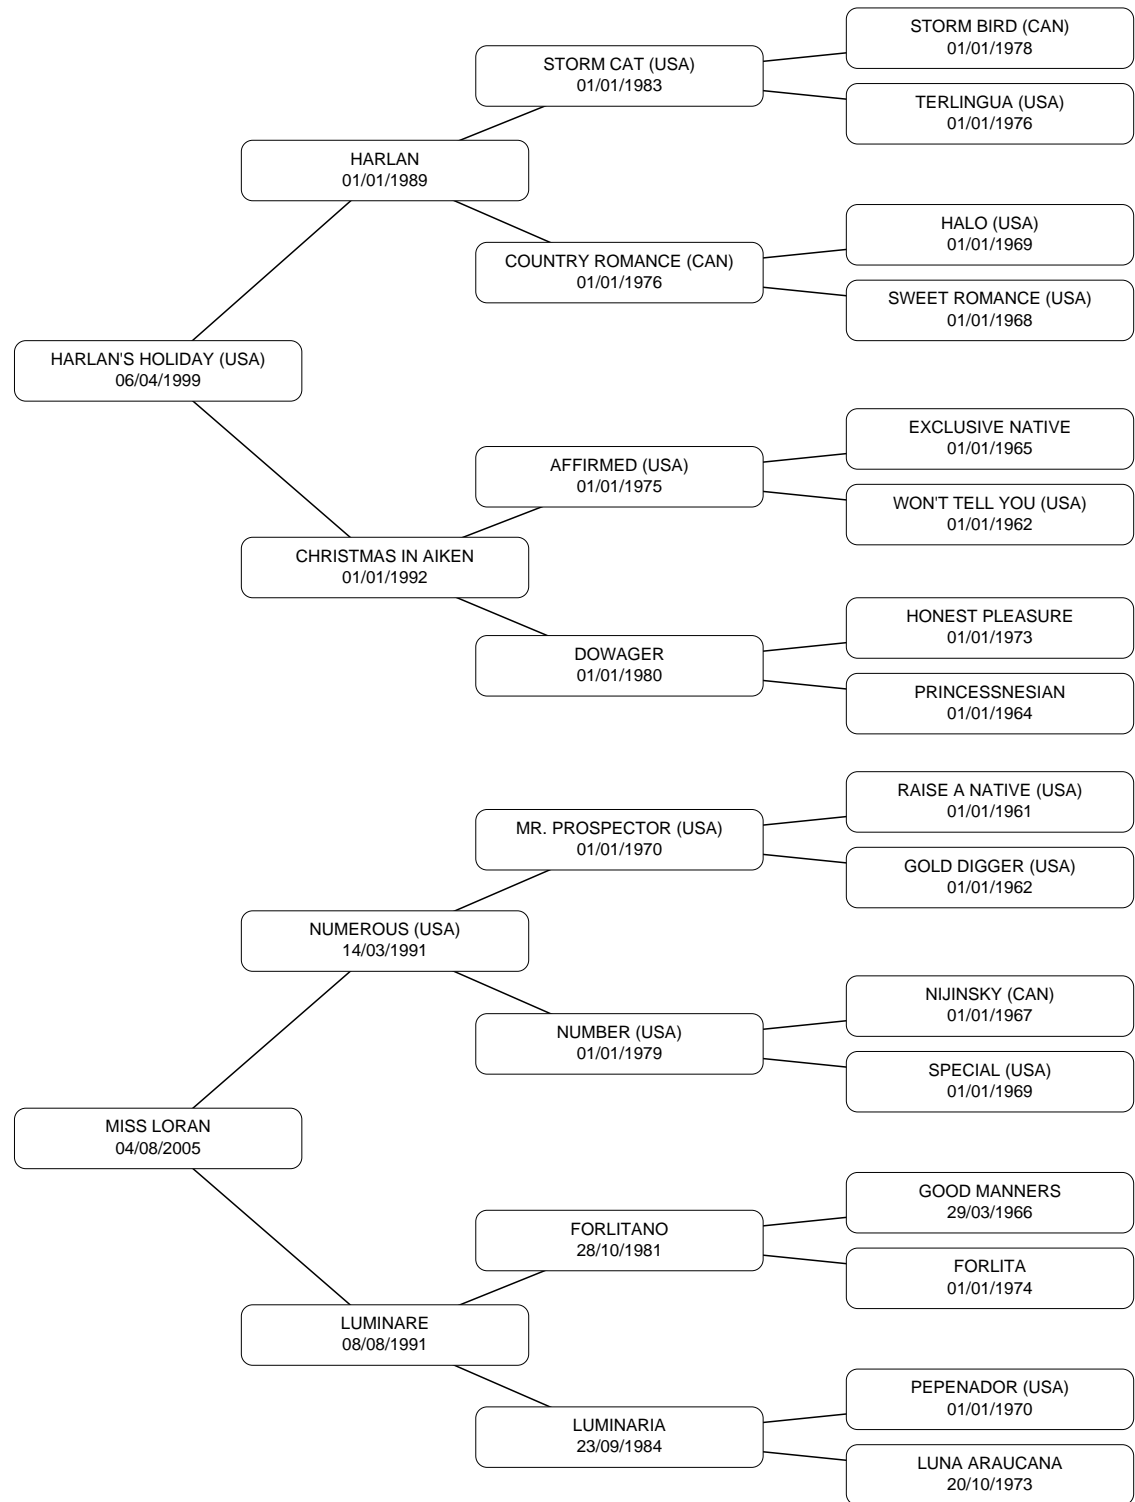 STORM BIRD (CAN)
01/01/1978
STORM CAT (USA)
01/01/1983
TERLINGUA (USA)
01/01/1976
HARLAN
01/01/1989
HALO (USA)
01/01/1969
COUNTRY ROMANCE (CAN)
01/01/1976
SWEET ROMANCE (USA)
01/01/1968
HARLAN'S HOLIDAY (USA)
06/04/1999
EXCLUSIVE NATIVE
01/01/1965
AFFIRMED (USA)
01/01/1975
WON'T TELL YOU (USA)
01/01/1962
CHRISTMAS IN AIKEN
01/01/1992
HONEST PLEASURE
01/01/1973
DOWAGER
01/01/1980
PRINCESSNESIAN
01/01/1964
RAISE A NATIVE (USA)
01/01/1961
MR. PROSPECTOR (USA)
01/01/1970
GOLD DIGGER (USA)
01/01/1962
NUMEROUS (USA)
14/03/1991
NIJINSKY (CAN)
01/01/1967
NUMBER (USA)
01/01/1979
SPECIAL (USA)
01/01/1969
MISS LORAN
04/08/2005
GOOD MANNERS
29/03/1966
FORLITANO
28/10/1981
FORLITA
01/01/1974
LUMINARE
08/08/1991
PEPENADOR (USA)
01/01/1970
LUMINARIA
23/09/1984
LUNA ARAUCANA
20/10/1973